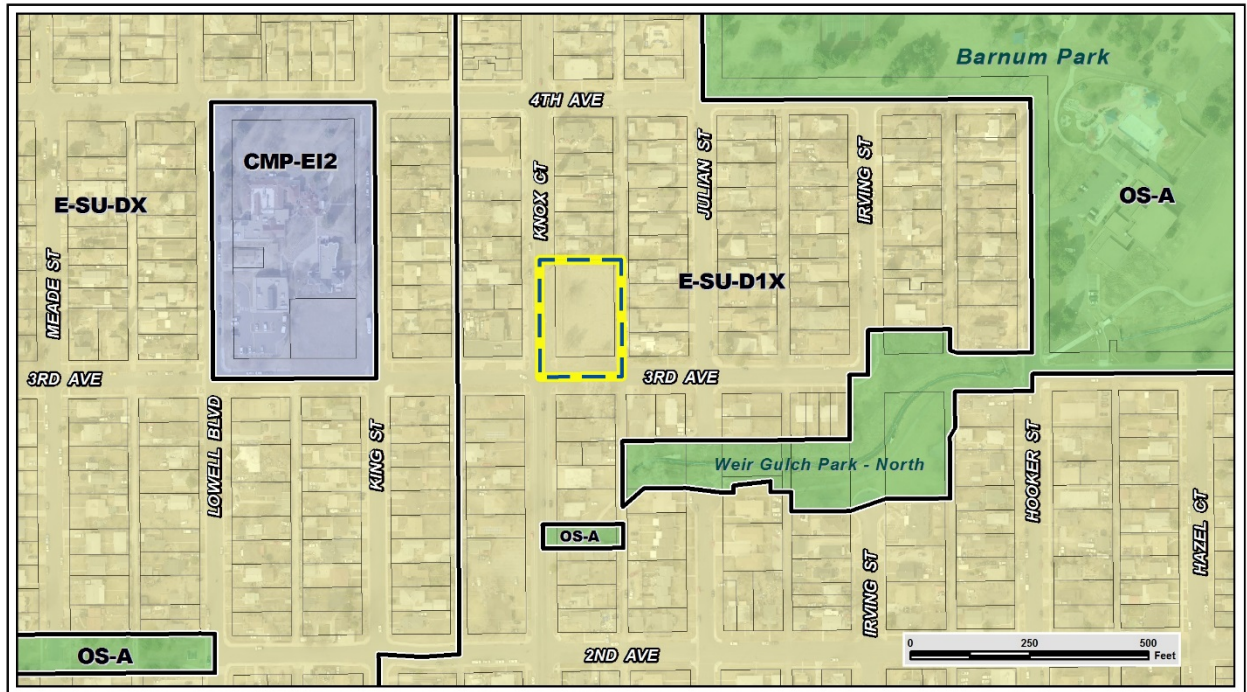 Barnum Park
4TH AVE
CMP-EI2
E-SU-DX
MEADE ST
KNOX CT
JULIAN ST
IRVING ST
OS-A
E-SU-D1X
3RD AVE
3RD AVE
LOWELL BLVD
KING ST
Weir Gulch Park - North
HOOKER ST
HAZEL CT
OS-A
IRVING ST
OS-A
2ND AVE
0 250 500
Feet